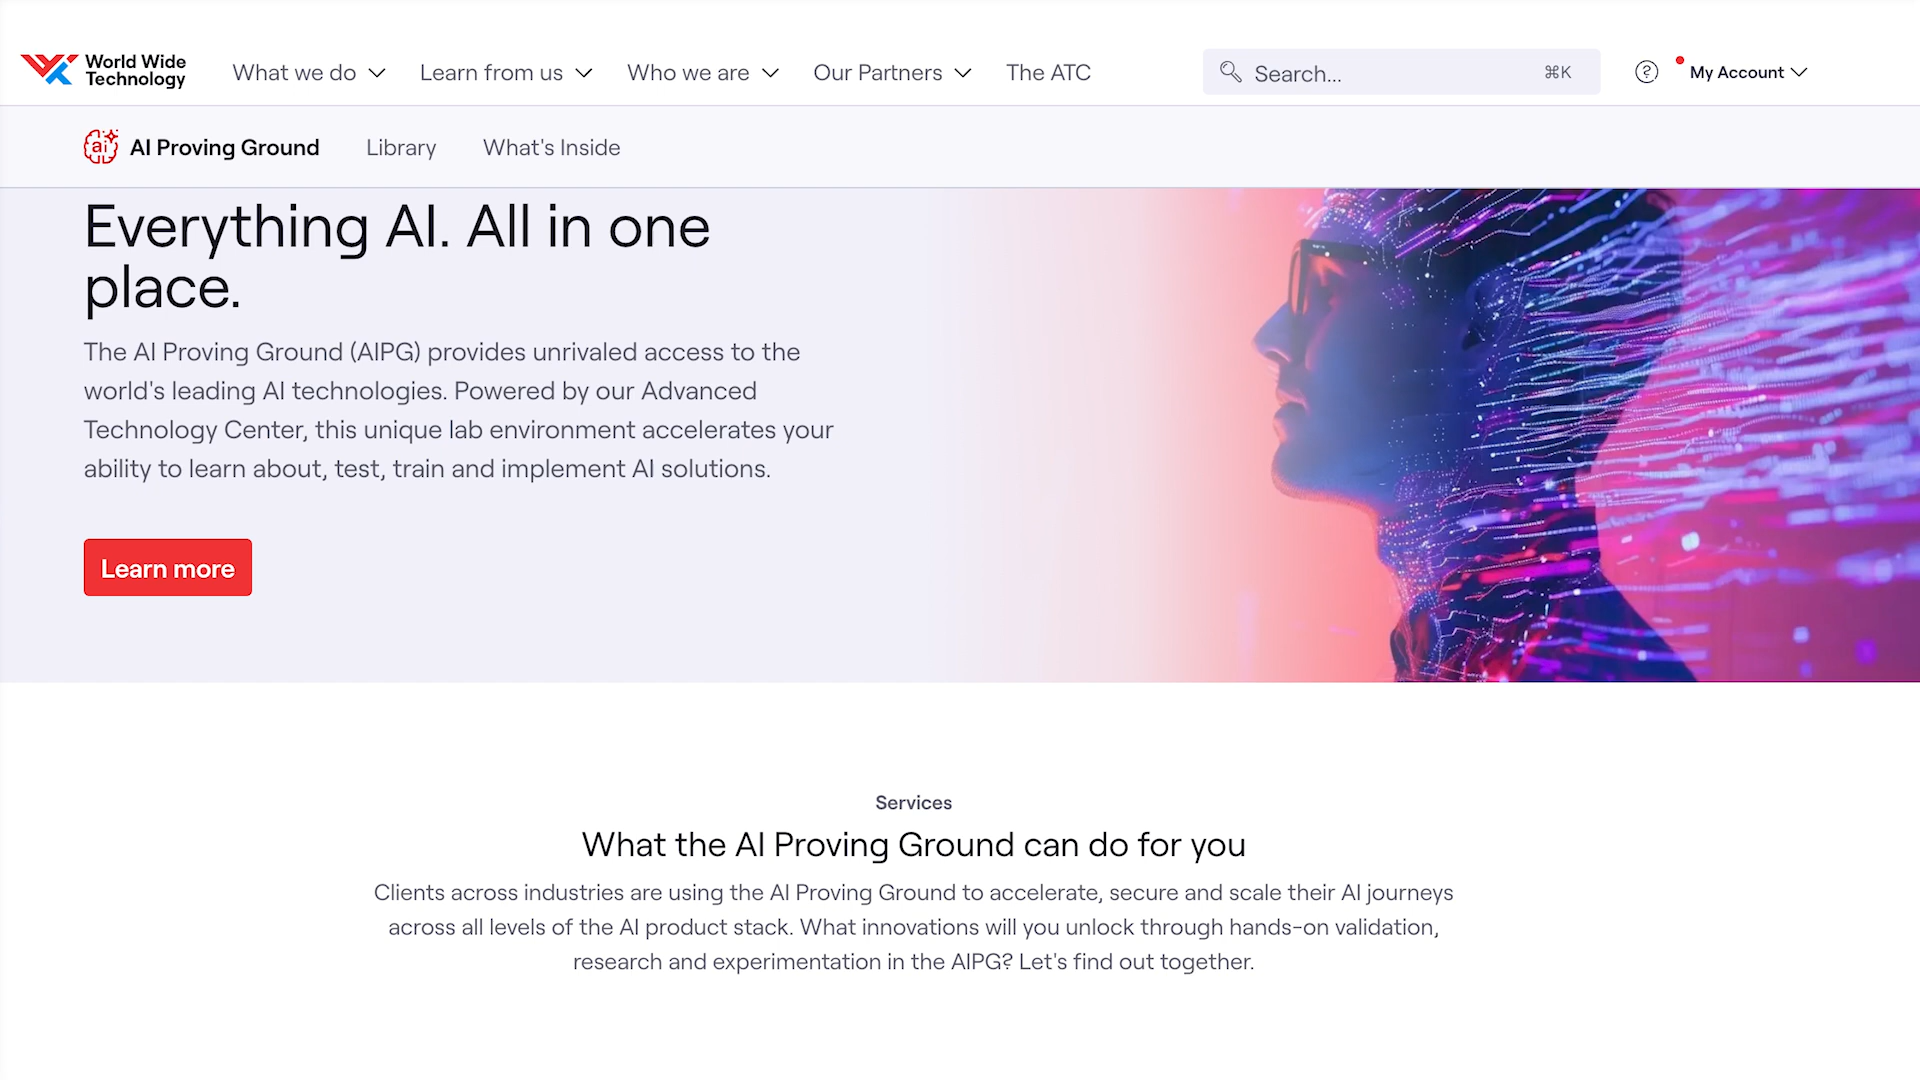 World Wide
Technology
What we do
Learn from us
Who we are
Our Partners
The ATC
Search...
⌘K
?
My Account
ai
AI Proving Ground
Library
What's Inside
Everything AI. All in one
place.
The AI Proving Ground (AIPG) provides unrivaled access to the
world's leading AI technologies. Powered by our Advanced
Technology Center, this unique lab environment accelerates your
ability to learn about, test, train and implement AI solutions.
Learn more
Services
What the AI Proving Ground can do for you
Clients across industries are using the AI Proving Ground to accelerate, secure and scale their AI journeys
across all levels of the AI product stack. What innovations will you unlock through hands-on validation,
research and experimentation in the AIPG? Let's find out together.